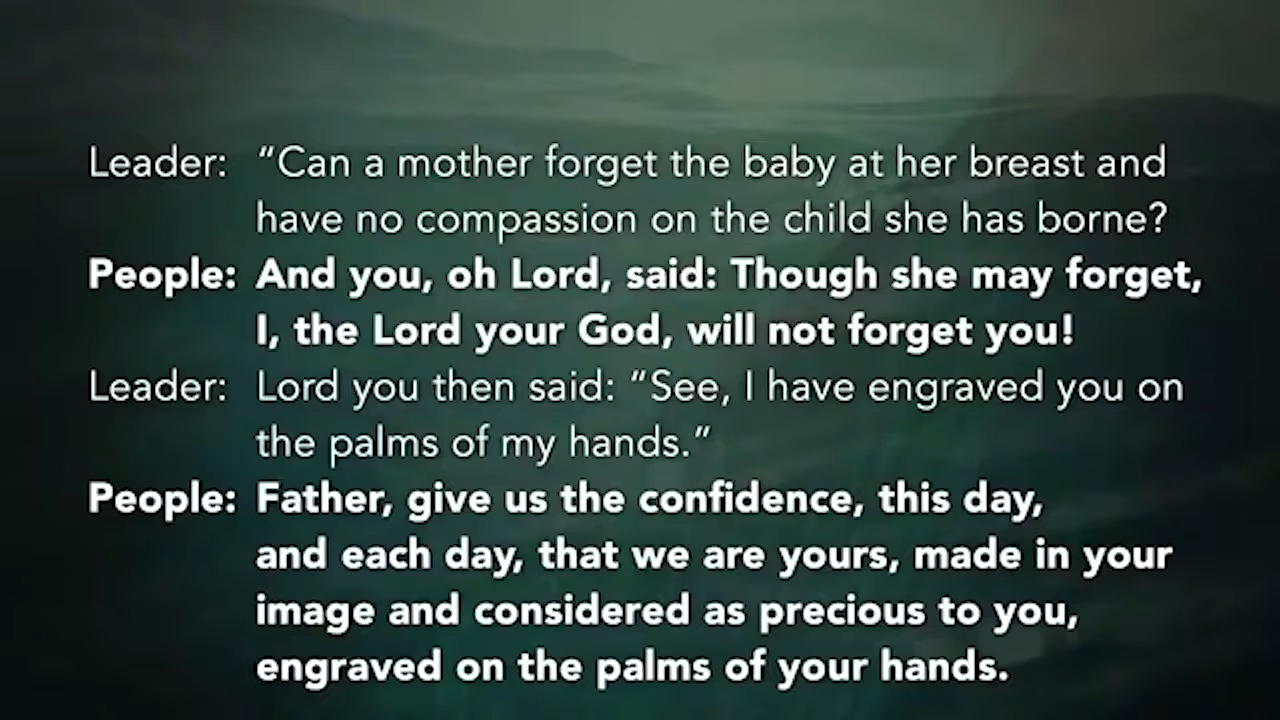 Leader: “Can a mother forget the baby at her breast and
have no compassion on the child she has borne?
People: And you, oh Lord, said: Though she may forget,
I, the Lord your God, will not forget you!
Leader: Lord you then said: “See, I have engraved you on
the palms of my hands.”
People: Father, give us the confidence, this day,
and each day, that we are yours, made in your
image and considered as precious to you,
engraved on the palms of your hands.